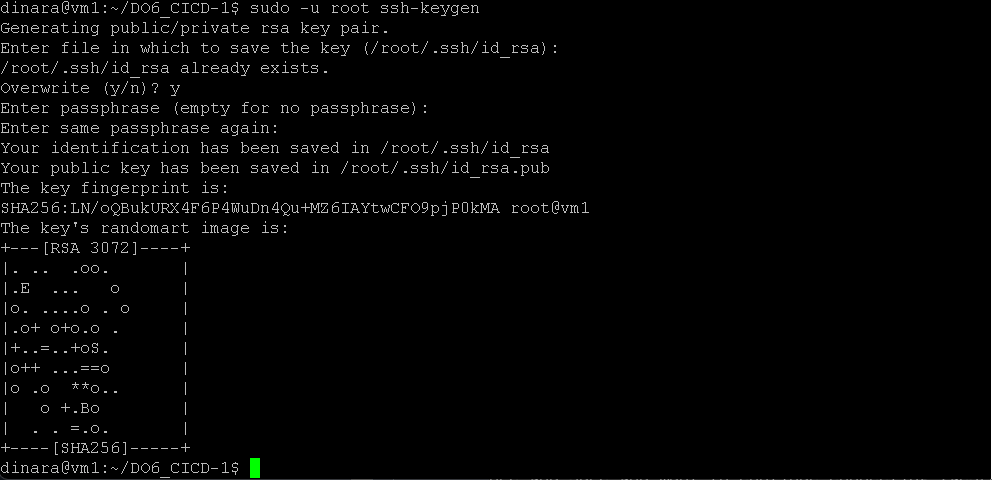 dinara@vm1:~/DO6_CICD-1$ sudo -u root ssh-keygen
Generating public/private rsa key pair.
Enter file in which to save the key (/root/.ssh/id_rsa):
/root/.ssh/id_rsa already exists.
Overwrite (y/n)? y
Enter passphrase (empty for no passphrase):
Enter same passphrase again:
Your identification has been saved in /root/.ssh/id_rsa
Your public key has been saved in /root/.ssh/id_rsa.pub
The key fingerprint is:
SHA256:LN/oQBukURX4F6P4WuDn4Qu+MZ6IAYtwCFO9pjP0kMA root@vm1
The key's randomart image is:
+---[RSA 3072]----+
|. ..  .oo.       |
|.E  ...   o      |
|o. ....o . o     |
|.o+ o+o.o .      |
|+..=..+oS.       |
|o++ ...==o       |
|o .o  **o..      |
|   o +.Bo        |
|  . . =.o.       |
+----[SHA256]-----+
dinara@vm1:~/DO6_CICD-1$